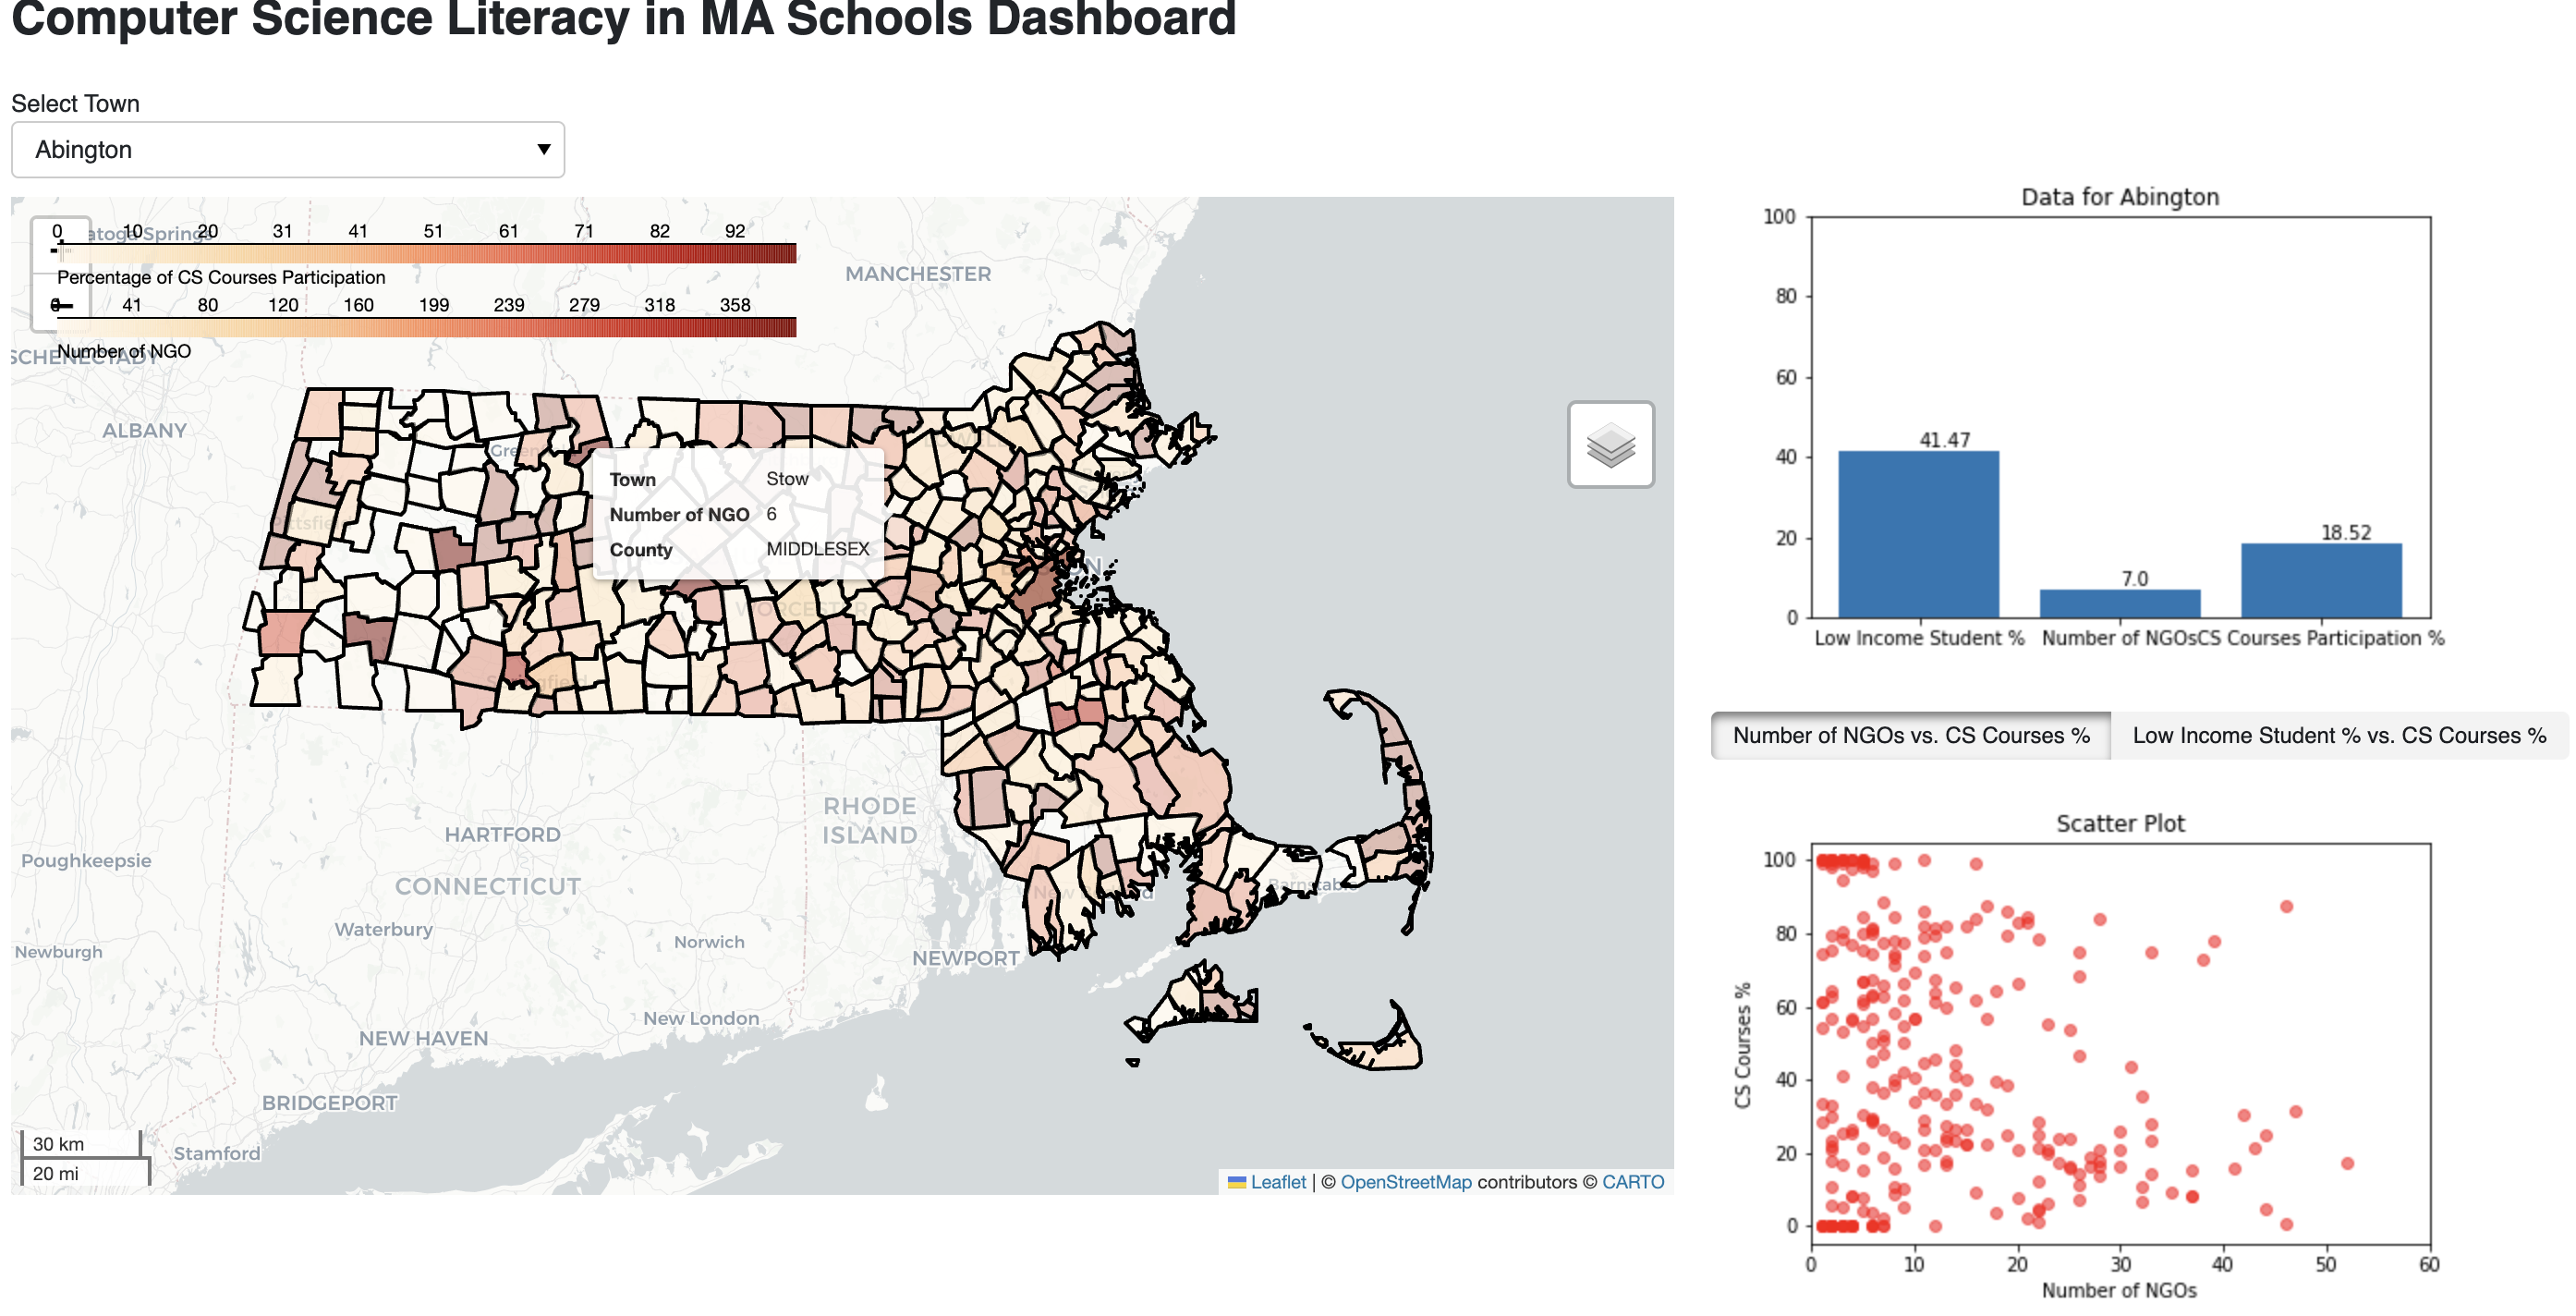 Computer Science Literacy in MA Schools Dashboard
Select Town
Abington
0 10 20 31 41 51 61 71 82 92
Percentage of CS Courses Participation
41 80 120 160 199 239 279 318 358
Number of NGO
MANCHESTER
SCHENECTADY
ALBANY
Town Stow
Number of NGO 6
County MIDDLESEX
WORCESTER
Pittsfield
Springfield
RHODE
ISLAND
HARTFORD
Poughkeepsie
CONNECTICUT
Waterbury
Norwich
Newburgh
NEWPORT
Barnstable
New London
NEW HAVEN
BRIDGEPORT
Stamford
30 km
20 mi
Leaflet | © OpenStreetMap contributors © CARTO
Data for Abington
100
80
60
40
20
0
41.47
7.0
18.52
Low Income Student % Number of NGOsCS Courses Participation %
Number of NGOs vs. CS Courses % Low Income Student % vs. CS Courses %
Scatter Plot
CS Courses %
100
80
60
40
20
0
0 10 20 30 40 50 60
Number of NGOs